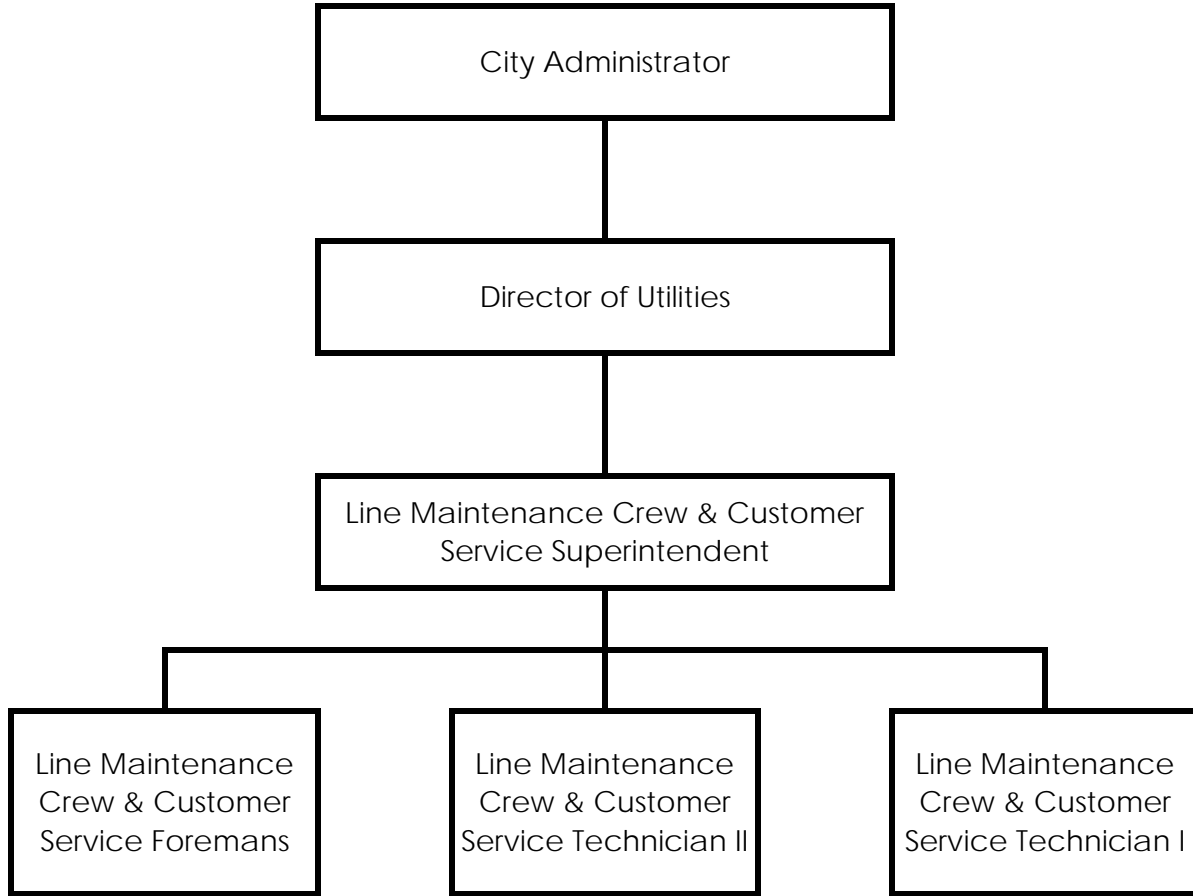 City Administrator
Director of Utilities
Line Maintenance Crew & Customer
Service Superintendent
Line Maintenance
Crew & Customer
Service Foremans
Line Maintenance
Crew & Customer
Service Technician II
Line Maintenance
Crew & Customer
Service Technician I